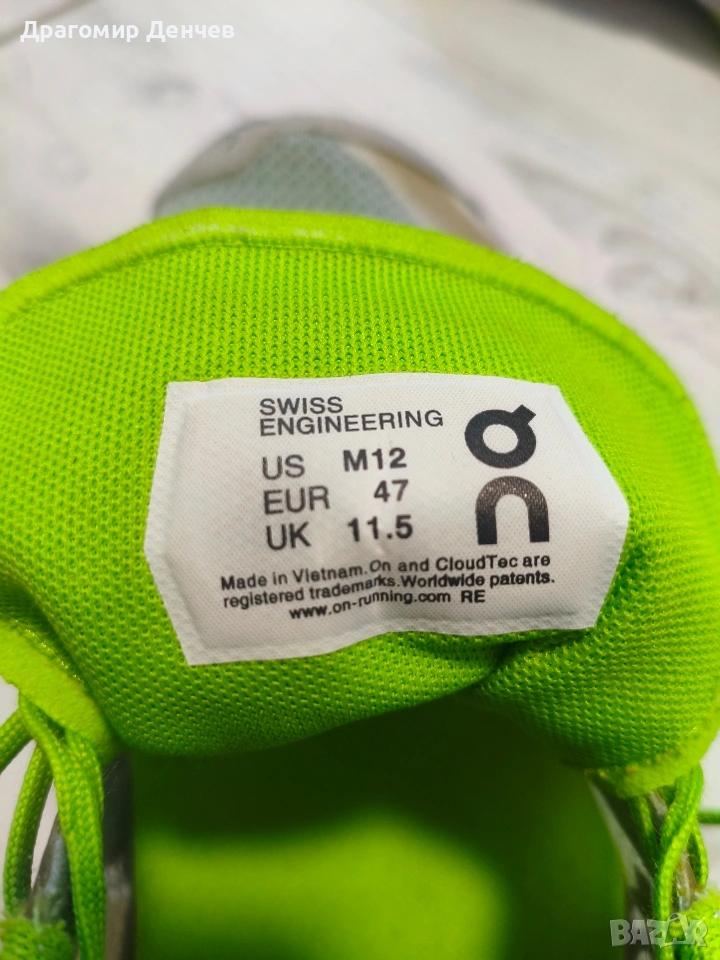 Драгомир Денчев
SWISS
ENGINEERING
US M12
EUR 47
UK 11.5
Made in Vietnam.On and CloudTec are
registered trademarks.Worldwide patents.
www.on-running.com RE
BAZAR